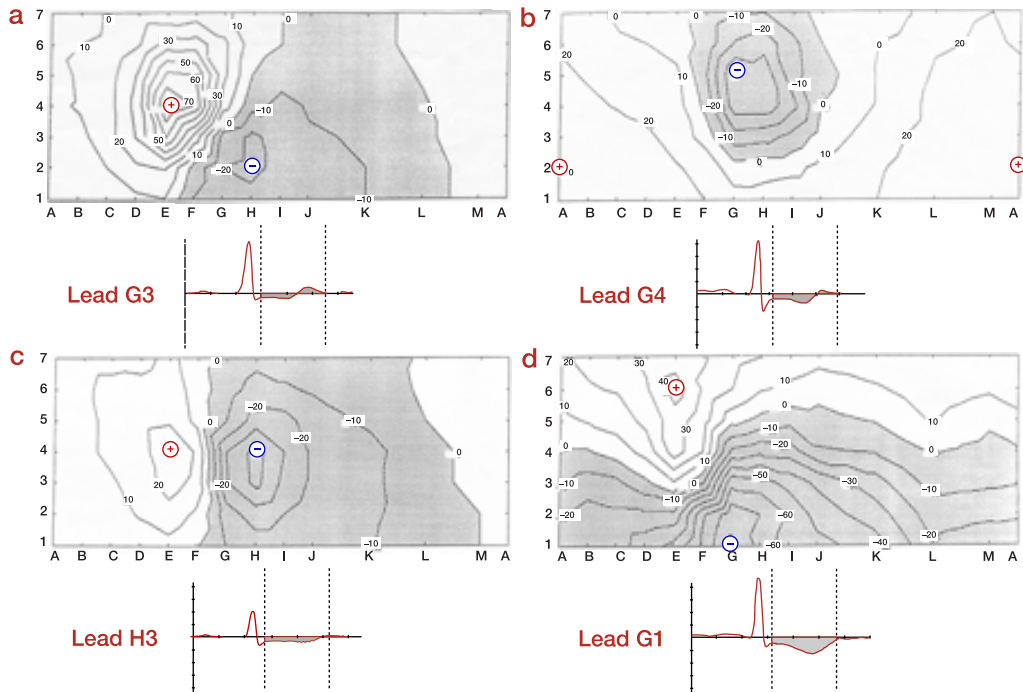 a
7 0 0
10
30
6
10 50
5 60
30
4 70 0 –10
0
3 20 50
10
2 –20
1 –10
A B C D E F G H I J K L M A
Lead G3
b
7 0 0 –10
–20
6 0
20 20
5 10 –10
4 –20 0
20
3 –10 20
10
2 0 0
1
A B C D E F G H I J K L M A
Lead G4
c
7 0
6
–20
5 0 –10
–20
4 0
3 20 –20
10
2
1 –10
A B C D E F G H I J K L M A
Lead H3
d
7 20 30
40 10
6
0
10 10
5 30 –10
–20
4 0 0
10
3 –50 –30
–10 0 –10
2 –20 –60
–20
1 –60 –40
A B C D E F G H I J K L M A
Lead G1